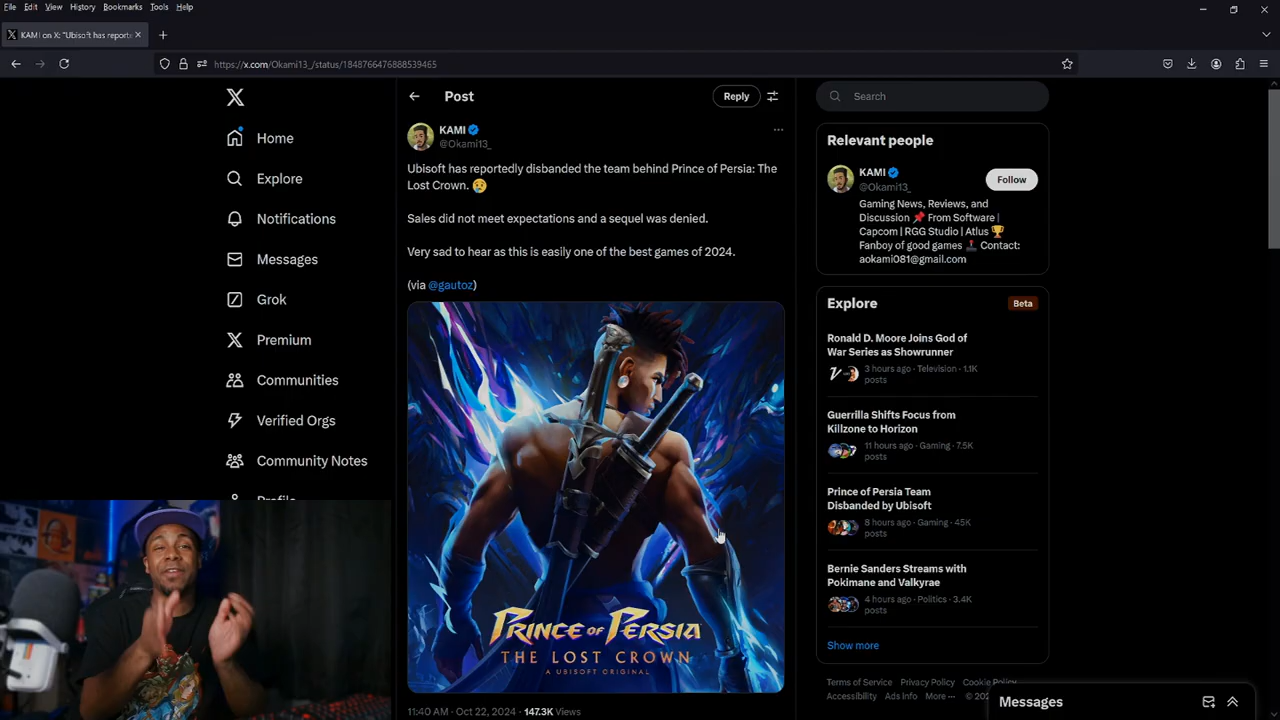 File Edit View History Bookmarks Tools Help
KAMI on X: "Ubisoft has reporte
https://x.com/Okami13_/status/1848766476888539465
Home
Explore
Notifications
Messages
Grok
Premium
Communities
Verified Orgs
Community Notes
Profile
Post
Reply
KAMI
@Okami13_
Ubisoft has reportedly disbanded the team behind Prince of Persia: The
Lost Crown. 😢
Sales did not meet expectations and a sequel was denied.
Very sad to hear as this is easily one of the best games of 2024.
(via @gautoz)
PRINCE OF PERSIA
THE LOST CROWN
A UBISOFT ORIGINAL
11:40 AM · Oct 22, 2024 · 147.3K Views
Search
Relevant people
KAMI
@Okami13_
Follow
Gaming News, Reviews, and
Discussion 📌 From Software |
Capcom | RGG Studio | Atlus 🏆
Fanboy of good games 🕹️ Contact:
aokami081@gmail.com
Explore
Beta
Ronald D. Moore Joins God of
War Series as Showrunner
3 hours ago · Television · 1.1K
posts
Guerrilla Shifts Focus from
Killzone to Horizon
11 hours ago · Gaming · 7.5K
posts
Prince of Persia Team
Disbanded by Ubisoft
8 hours ago · Gaming · 45K
posts
Bernie Sanders Streams with
Pokimane and Valkyrae
4 hours ago · Politics · 3.4K
posts
Show more
Terms of Service Privacy Policy Cookie Policy
Accessibility Ads Info More ··· © 202
Messages